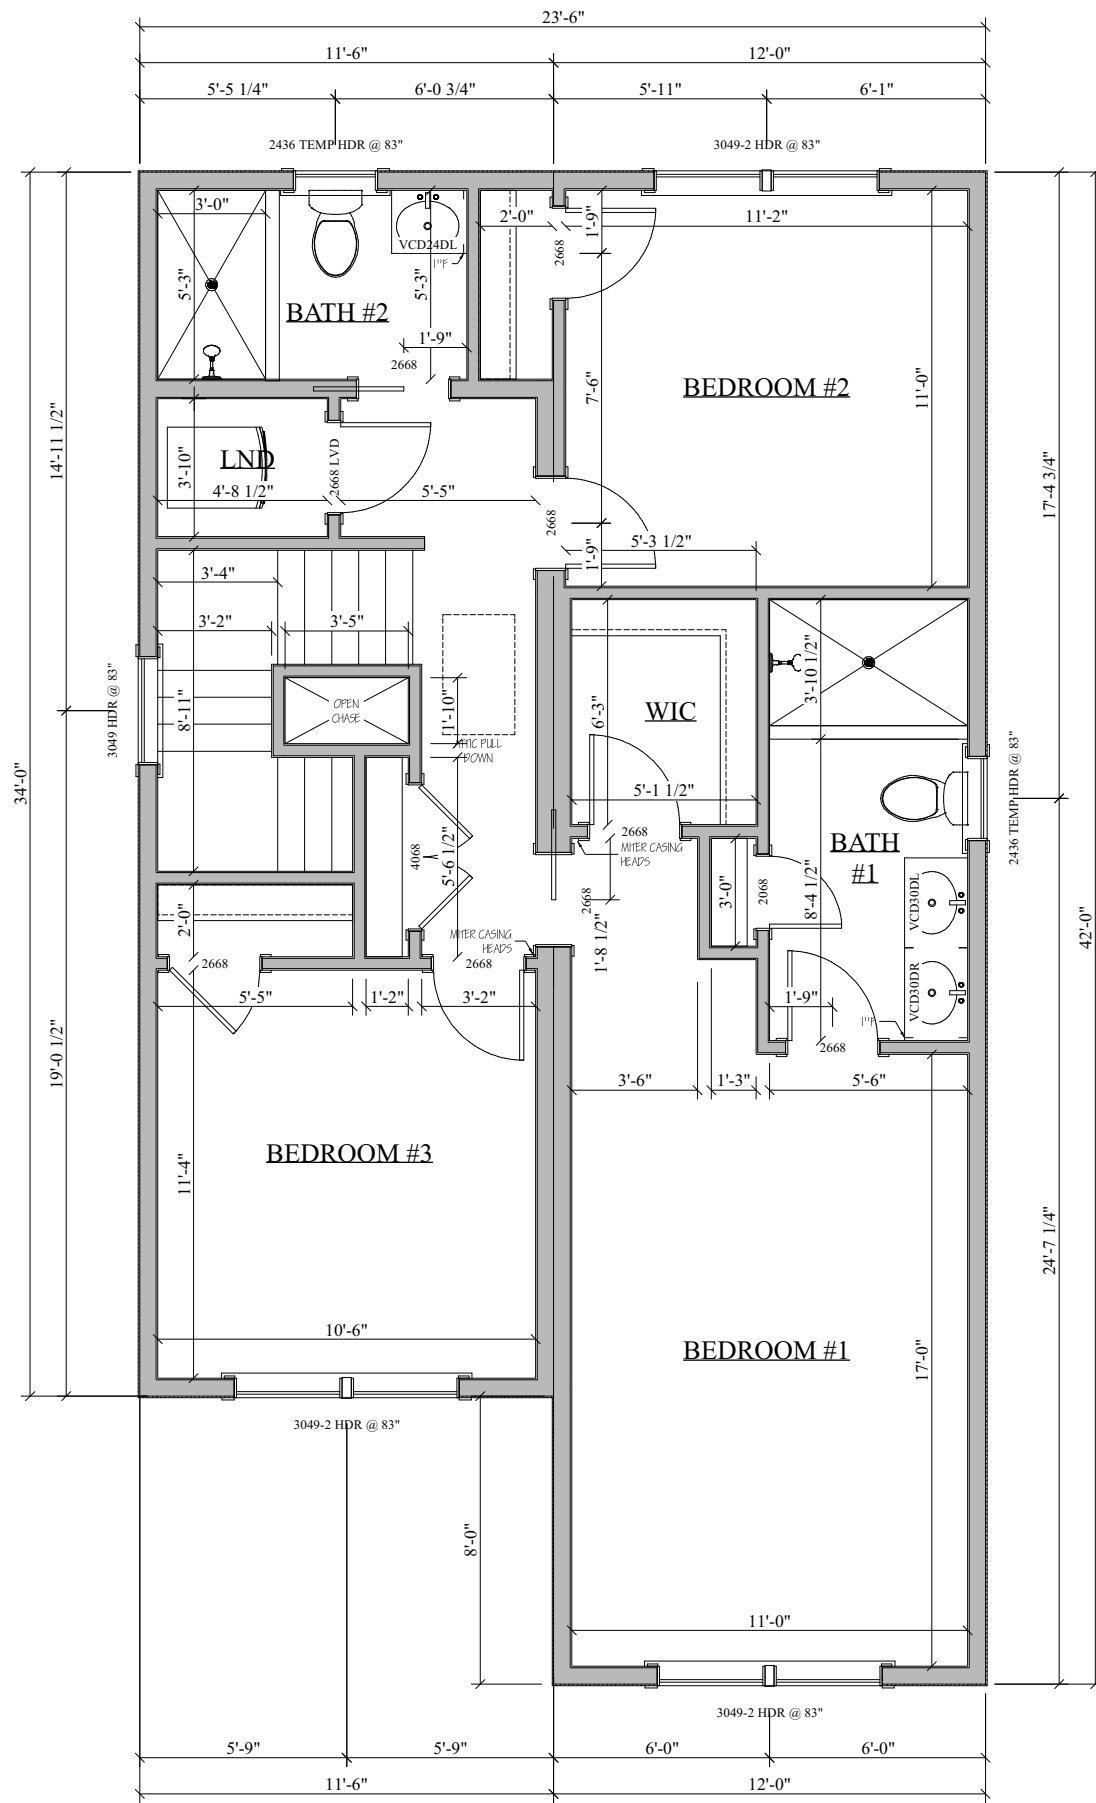 23'-6"
11'-6"
12'-0"
5'-5 1/4"
6'-0 3/4"
5'-11"
6'-1"
2436 TEMP HDR @ 83"
3049-2 HDR @ 83"
3'-0"
2'-0"
1'-9"
11'-2"
VCD24DL
1"F
2668
5'-3"
5'-3"
BATH #2
1'-9"
2668
BEDROOM #2
7'-6"
11'-0"
14'-11 1/2"
17'-4 3/4"
LND
3'-10"
4'-8 1/2"
2668 LVD
5'-5"
2668
1'-9"
5'-3 1/2"
3'-4"
3'-2"
3'-5"
3049 HDR @ 83"
8'-11"
OPEN
CHASE
1'-10"
ATTIC PULL
DOWN
6'-3"
WIC
3'-10 1/2"
34'-0"
5'-1 1/2"
2436 TEMP HDR @ 83"
2668
MITER CASING
HEADS
4068
5'-6 1/2"
BATH
#1
3'-0"
2068
8'-4 1/2"
VCD30DL
2668
1'-8 1/2"
2'-0"
MITER CASING
HEADS
42'-0"
2668
2668
5'-5"
1'-2"
3'-2"
1'-9"
VCD30DR
1"F
2668
19'-0 1/2"
3'-6"
1'-3"
5'-6"
BEDROOM #3
11'-4"
24'-7 1/4"
10'-6"
BEDROOM #1
17'-0"
3049-2 HDR @ 83"
8'-0"
11'-0"
3049-2 HDR @ 83"
5'-9"
5'-9"
6'-0"
6'-0"
11'-6"
12'-0"